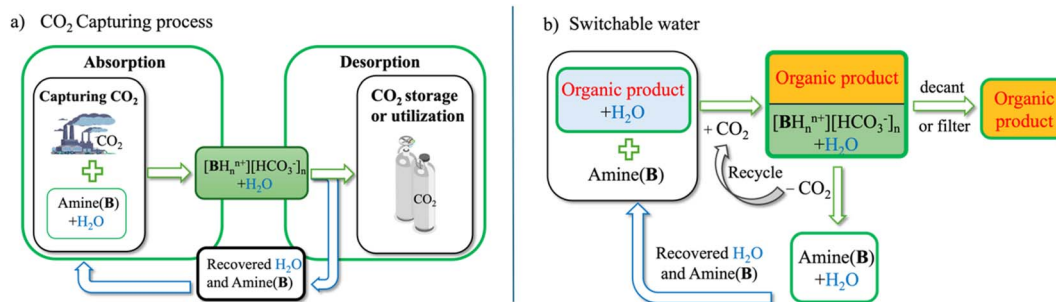 a) CO₂ Capturing process
Absorption
Desorption
Capturing CO₂
CO₂
Amine(B)
+H₂O
[BHₙⁿ⁺][HCO₃⁻]ₙ
+H₂O
CO₂ storage
or utilization
CO₂
Recovered H₂O
and Amine(B)
b) Switchable water
Organic product
+H₂O
Amine(B)
+ CO₂
Recycle
– CO₂
Organic product
[BHₙⁿ⁺][HCO₃⁻]ₙ
+H₂O
decant
or filter
Organic
product
Recovered H₂O
and Amine(B)
Amine(B)
+H₂O